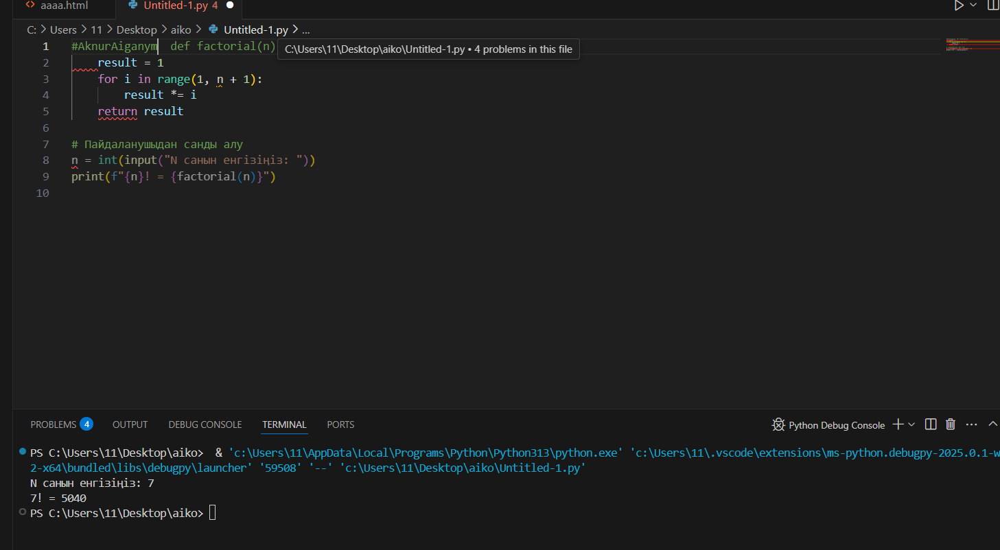 aaaa.html
Untitled-1.py 4
C: > Users > 11 > Desktop > aiko > Untitled-1.py > ...
1 #AknurAiganym  def factorial(n)
C:\Users\11\Desktop\aiko\Untitled-1.py • 4 problems in this file
2     result = 1
3     for i in range(1, n + 1):
4         result *= i
5     return result
6
7 # Пайдаланушыдан санды алу
8 n = int(input("N санын енгізіңіз: "))
9 print(f"{n}! = {factorial(n)}")
10
PROBLEMS 4 OUTPUT DEBUG CONSOLE TERMINAL PORTS
Python Debug Console
PS C:\Users\11\Desktop\aiko>  & 'c:\Users\11\AppData\Local\Programs\Python\Python313\python.exe' 'c:\Users\11\.vscode\extensions\ms-python.debugpy-2025.0.1-w
2-x64\bundled\libs\debugpy\launcher' '59508' '--' 'c:\Users\11\Desktop\aiko\Untitled-1.py'
N санын енгізіңіз: 7
7! = 5040
PS C:\Users\11\Desktop\aiko>